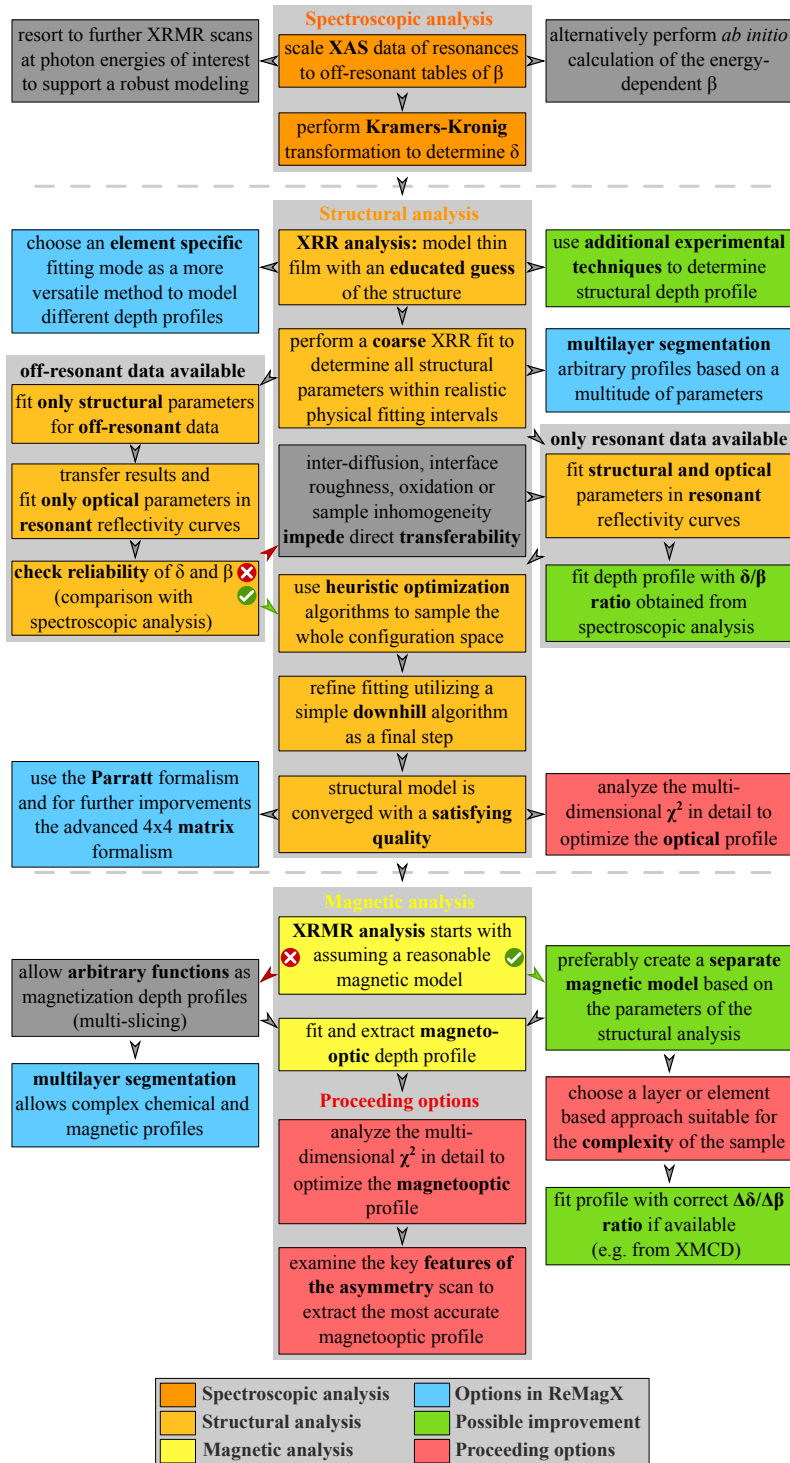 Spectroscopic analysis
resort to further XRMR scans
at photon energies of interest
to support a robust modeling
scale XAS data of resonances
to off-resonant tables of β
alternatively perform ab initio
calculation of the energy-
dependent β
perform Kramers-Kronig
transformation to determine δ
Structural analysis
choose an element specific
fitting mode as a more
versatile method to model
different depth profiles
XRR analysis: model thin
film with an educated guess
of the structure
use additional experimental
techniques to determine
structural depth profile
perform a coarse XRR fit to
determine all structural
parameters within realistic
physical fitting intervals
multilayer segmentation
arbitrary profiles based on a
multitude of parameters
off-resonant data available
fit only structural parameters
for off-resonant data
transfer results and
fit only optical parameters in
resonant reflectivity curves
check reliability of δ and β
(comparison with
spectroscopic analysis)
inter-diffusion, interface
roughness, oxidation or
sample inhomogeneity
impede direct transferability
only resonant data available
fit structural and optical
parameters in resonant
reflectivity curves
fit depth profile with δ/β
ratio obtained from
spectroscopic analysis
use heuristic optimization
algorithms to sample the
whole configuration space
refine fitting utilizing a
simple downhill algorithm
as a final step
use the Parratt formalism
and for further imporvements
the advanced 4x4 matrix
formalism
structural model is
converged with a satisfying
quality
analyze the multi-
dimensional χ² in detail to
optimize the optical profile
Magnetic analysis
XRMR analysis starts with
assuming a reasonable
magnetic model
allow arbitrary functions as
magnetization depth profiles
(multi-slicing)
preferably create a separate
magnetic model based on
the parameters of the
structural analysis
fit and extract magneto-
optic depth profile
multilayer segmentation
allows complex chemical and
magnetic profiles
Proceeding options
analyze the multi-
dimensional χ² in detail to
optimize the magnetooptic
profile
choose a layer or element
based approach suitable for
the complexity of the sample
fit profile with correct Δδ/Δβ
ratio if available
(e.g. from XMCD)
examine the key features of
the asymmetry scan to
extract the most accurate
magnetooptic profile
Spectroscopic analysis
Options in ReMagX
Structural analysis
Possible improvement
Magnetic analysis
Proceeding options